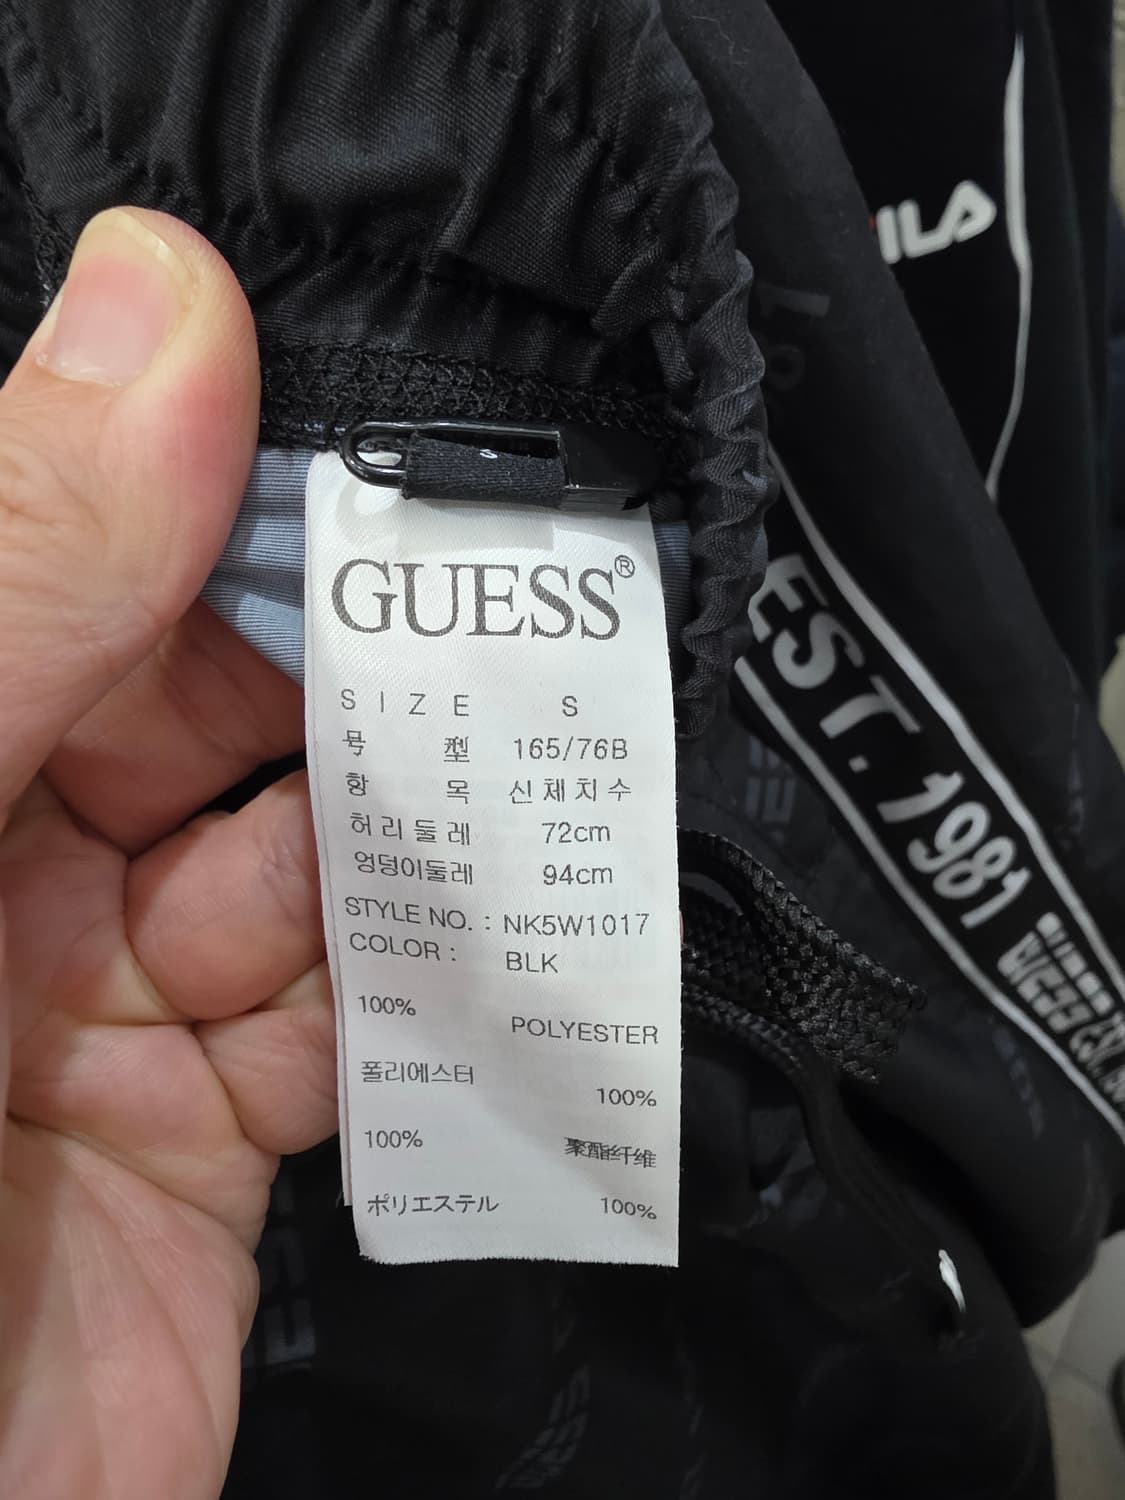 GUESS®
SIZE S
号 型 165/76B
항 목 신체치수
허리둘레 72cm
엉덩이둘레 94cm
STYLE NO. : NK5W1017
COLOR : BLK
100%
POLYESTER
폴리에스터
100%
100%
聚酯纤维
ポリエステル
100%
EST. 1981